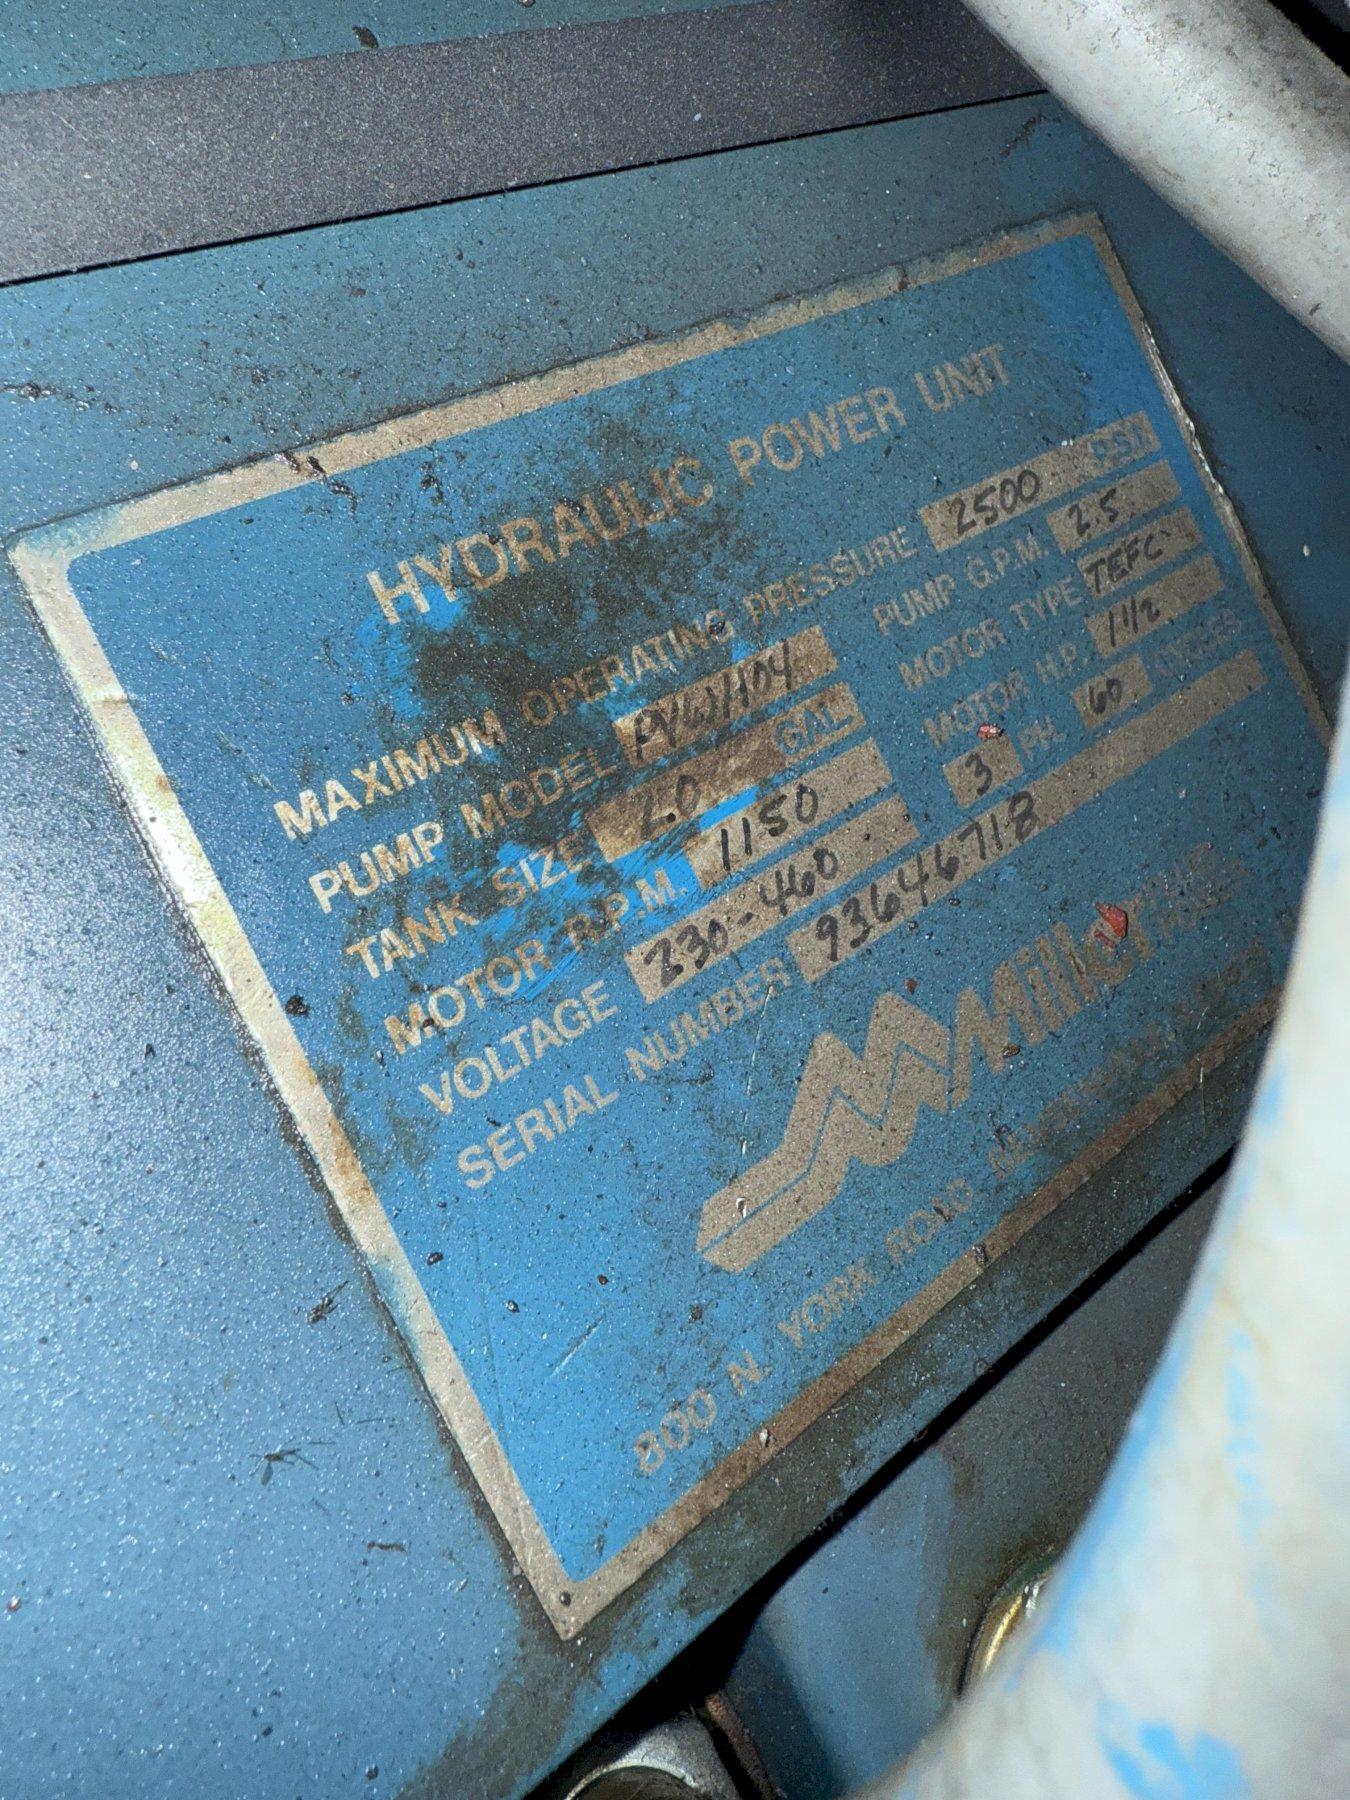 HYDRAULIC POWER UNIT
MAXIMUM OPERATING PRESSURE 2500 PSI
PUMP MODEL PUMP G.P.M. 2.5
TANK SIZE 20 GAL MOTOR TYPE TEFC
MOTOR R.P.M. 1150 MOTOR H.P. 1 1/2
VOLTAGE 230-460 3 PH. 60 CYCLES
SERIAL NUMBER 93646718
Miller
800 N. YORK ROAD